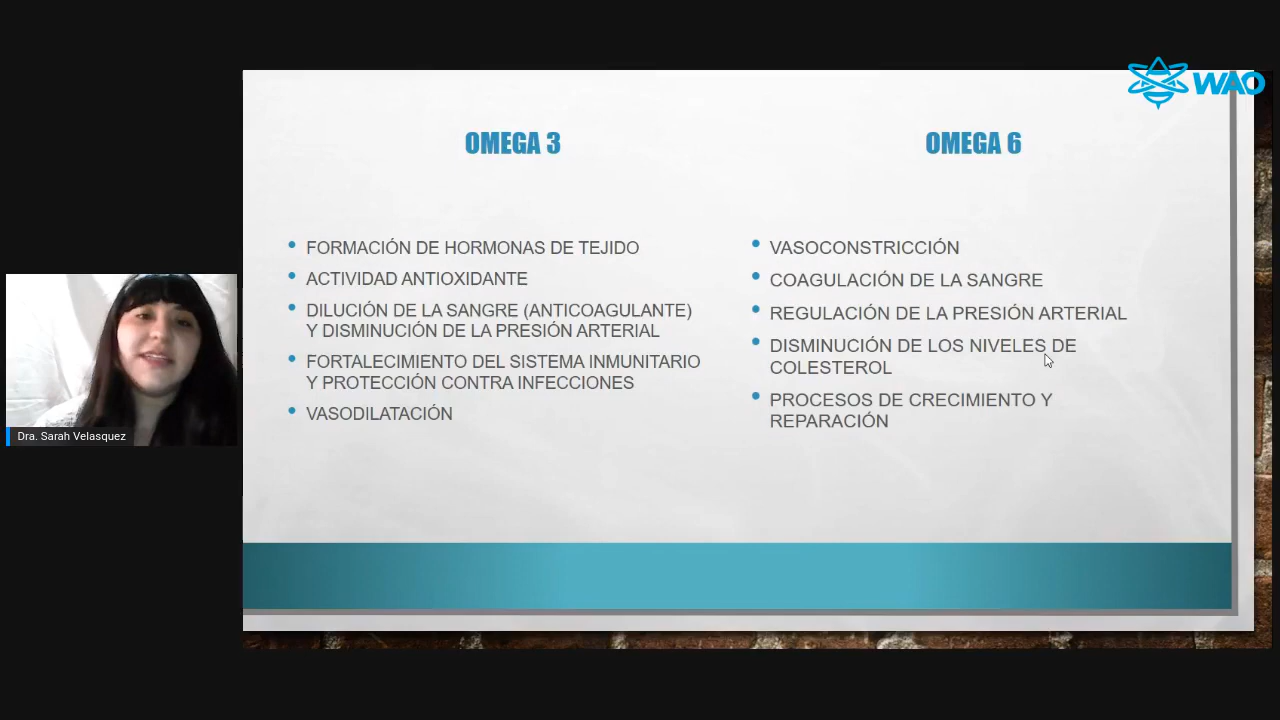 WAO
OMEGA 3
FORMACIÓN DE HORMONAS DE TEJIDO
ACTIVIDAD ANTIOXIDANTE
DILUCIÓN DE LA SANGRE (ANTICOAGULANTE)
Y DISMINUCIÓN DE LA PRESIÓN ARTERIAL
FORTALECIMIENTO DEL SISTEMA INMUNITARIO
Y PROTECCIÓN CONTRA INFECCIONES
VASODILATACIÓN
OMEGA 6
VASOCONSTRICCIÓN
COAGULACIÓN DE LA SANGRE
REGULACIÓN DE LA PRESIÓN ARTERIAL
DISMINUCIÓN DE LOS NIVELES DE
COLESTEROL
PROCESOS DE CRECIMIENTO Y
REPARACIÓN
Dra. Sarah Velasquez